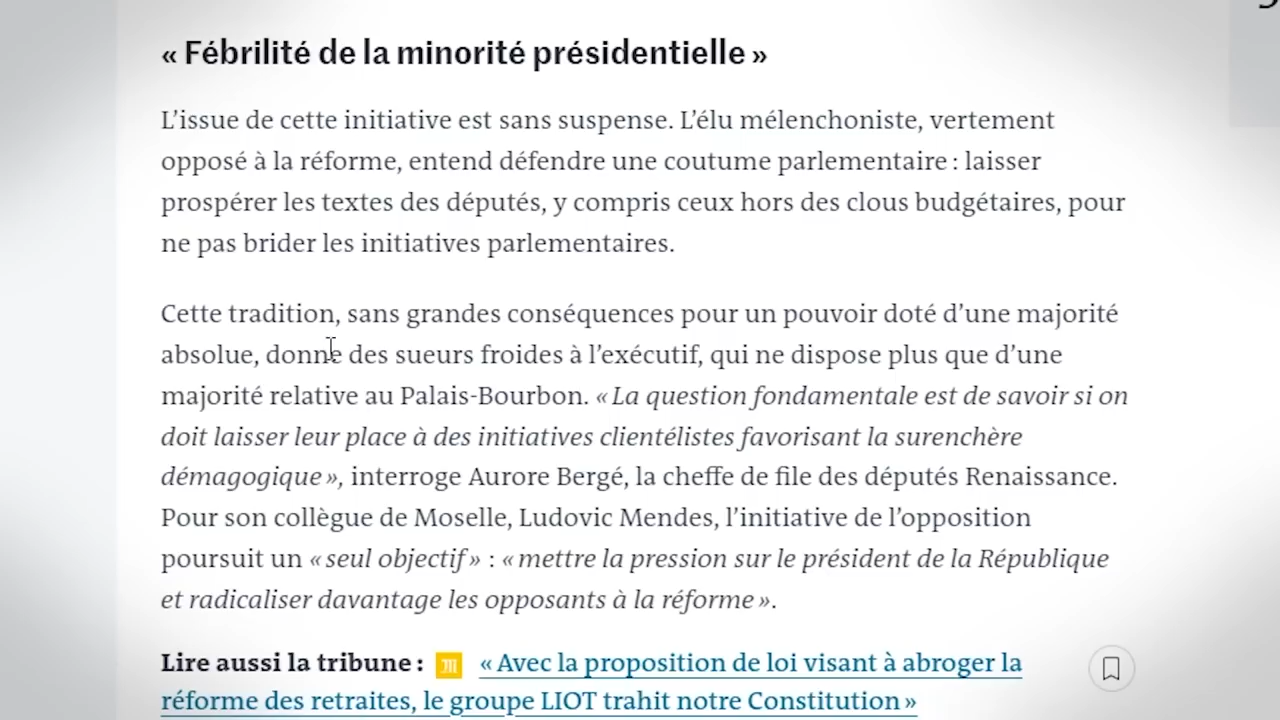 « Fébrilité de la minorité présidentielle »
L’issue de cette initiative est sans suspense. L’élu mélenchoniste, vertement
opposé à la réforme, entend défendre une coutume parlementaire : laisser
prospérer les textes des députés, y compris ceux hors des clous budgétaires, pour
ne pas brider les initiatives parlementaires.
Cette tradition, sans grandes conséquences pour un pouvoir doté d’une majorité
absolue, donne des sueurs froides à l’exécutif, qui ne dispose plus que d’une
majorité relative au Palais-Bourbon. « La question fondamentale est de savoir si on
doit laisser leur place à des initiatives clientélistes favorisant la surenchère
démagogique », interroge Aurore Bergé, la cheffe de file des députés Renaissance.
Pour son collègue de Moselle, Ludovic Mendes, l’initiative de l’opposition
poursuit un « seul objectif » : « mettre la pression sur le président de la République
et radicaliser davantage les opposants à la réforme ».
Lire aussi la tribune : « Avec la proposition de loi visant à abroger la
réforme des retraites, le groupe LIOT trahit notre Constitution »